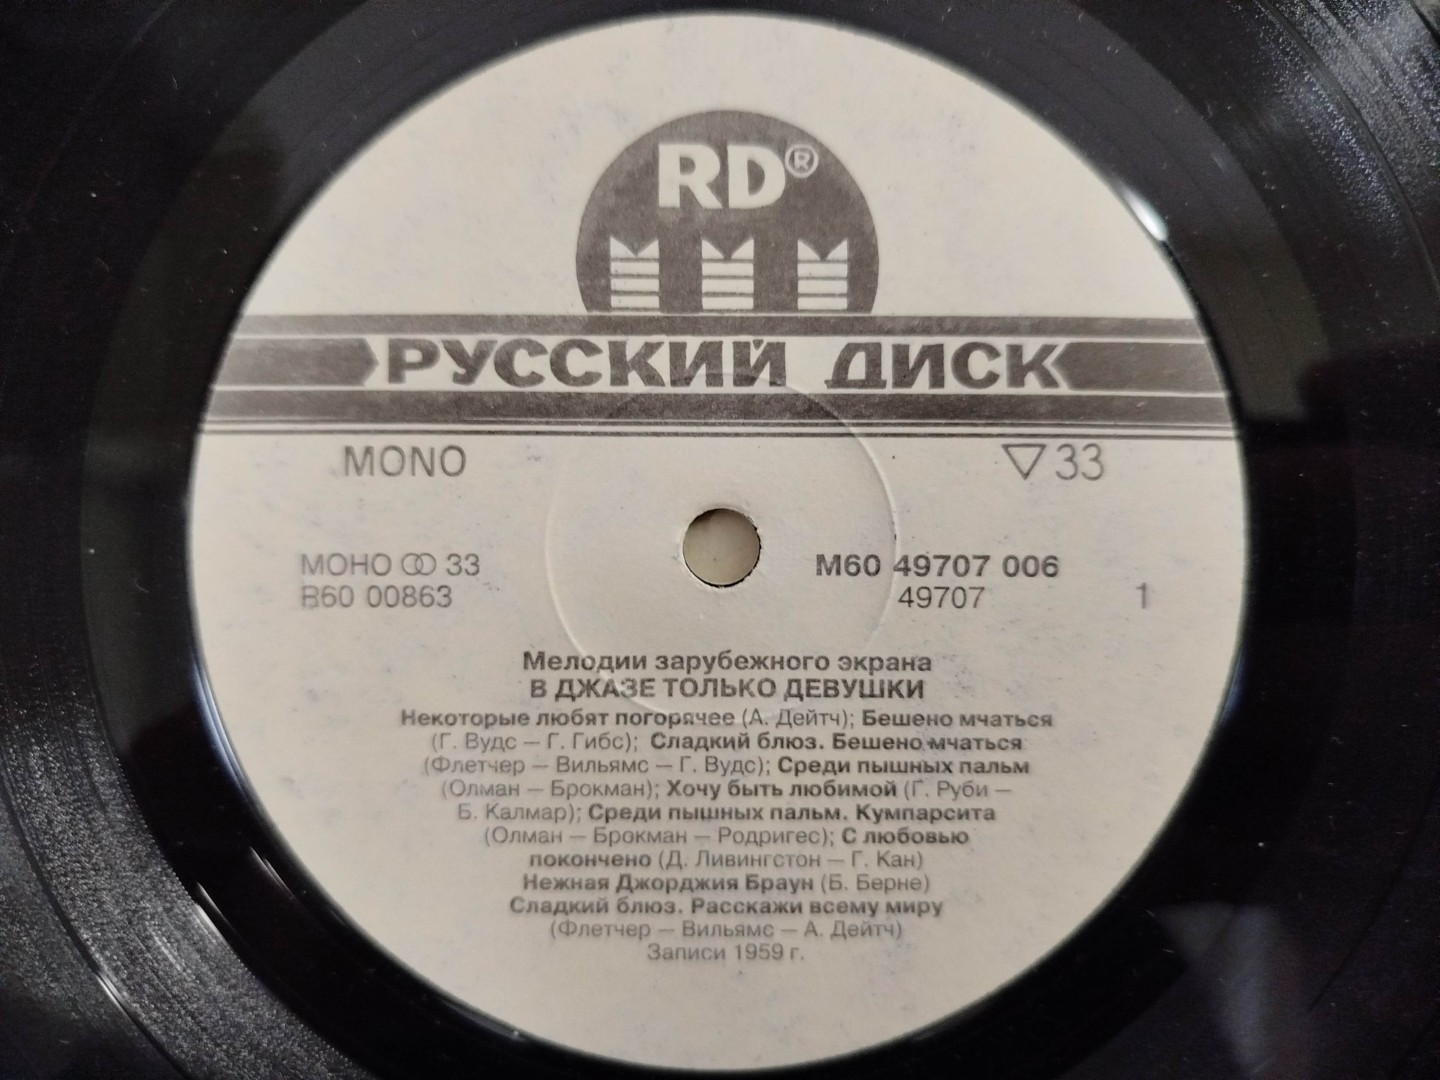 RD®
РУССКИЙ ДИСК
MONO ▽33
МОНО 33 М60 49707 006
R60 00863 49707 1
Мелодии зарубежного экрана
В ДЖАЗЕ ТОЛЬКО ДЕВУШКИ
Некоторые любят погорячее (А. Дейтч); Бешено мчаться
(Г. Вудс — Г. Гибс); Сладкий блюз. Бешено мчаться
(Флетчер — Вильямс — Г. Вудс); Среди пышных пальм
(Олман — Брокман); Хочу быть любимой (Г. Руби —
Б. Калмар); Среди пышных пальм. Кумпарсита
(Олман — Брокман — Родригес); С любовью
покончено (Д. Ливингстон — Г. Кан)
Нежная Джорджия Браун (Б. Берне)
Сладкий блюз. Расскажи всему миру
(Флетчер — Вильямс — А. Дейтч)
Записи 1959 г.